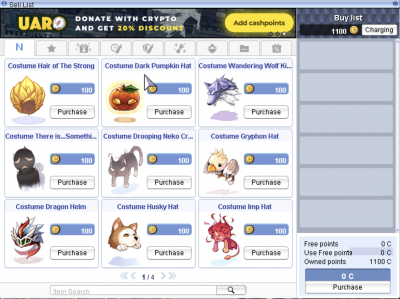 Sell List
UARO
DONATE WITH CRYPTO
AND GET 20% DISCOUNT
Add cashpoints
Buy list
1100 C
Charging
N
Costume Hair of The Strong
100
Purchase
Costume Dark Pumpkin Hat
100
Purchase
Costume Wandering Wolf Ki...
100
Purchase
Costume There is...Somethi...
100
Purchase
Costume Drooping Neko Cr...
100
Purchase
Costume Gryphon Hat
100
Purchase
Costume Dragon Helm
100
Purchase
Costume Husky Hat
100
Purchase
Costume Imp Hat
100
Purchase
1 / 4
Item Search
Free points 0 C
Use Free points 0 C
Owned points 1100 C
0 C
Purchase